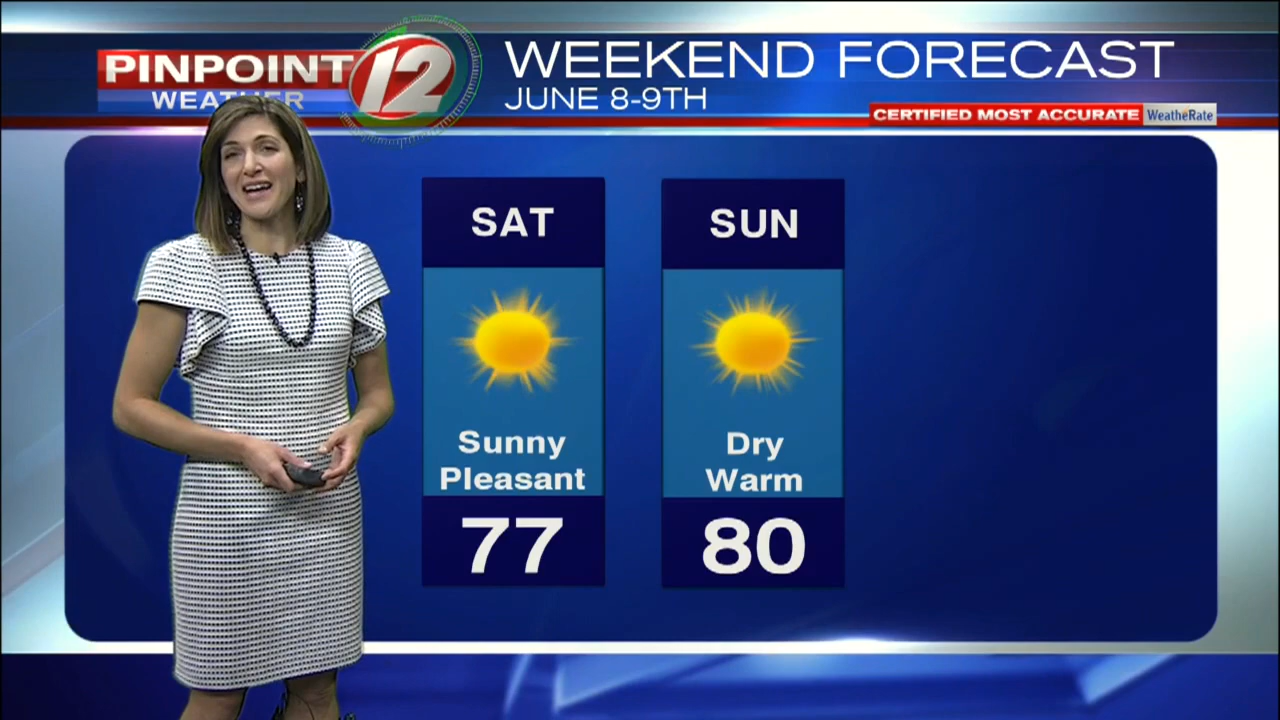 PINPOINT
WEATHER
12
WEEKEND FORECAST
JUNE 8-9TH
CERTIFIED MOST ACCURATE
WeatheRate
SAT
Sunny
Pleasant
77
SUN
Dry
Warm
80